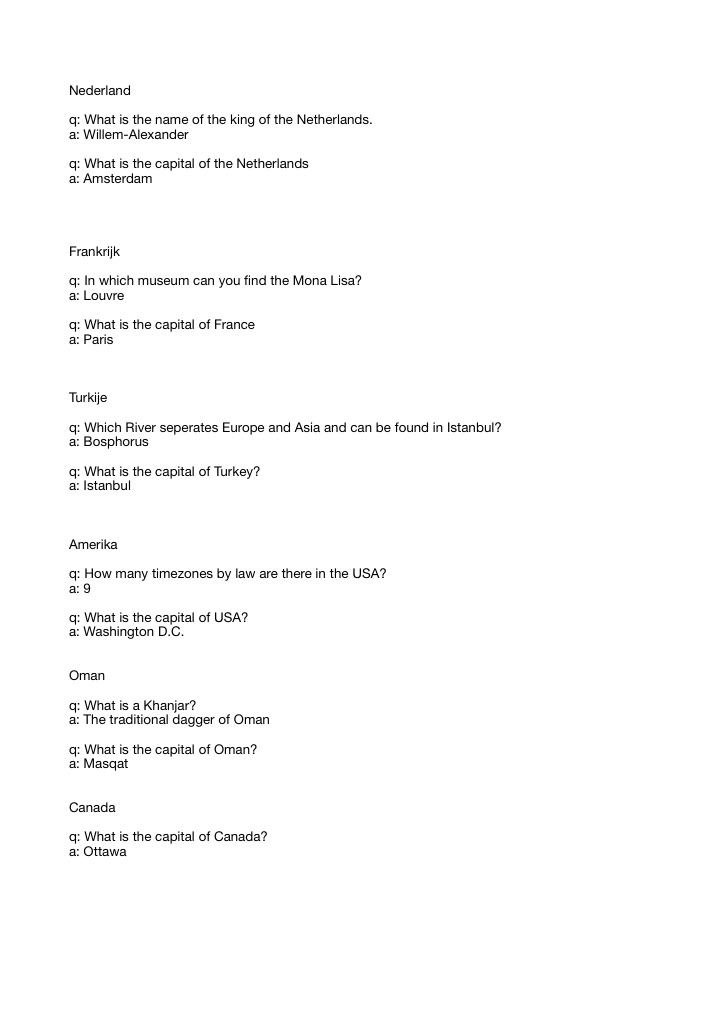 Nederland
q: What is the name of the king of the Netherlands.
a: Willem-Alexander
q: What is the capital of the Netherlands
a: Amsterdam
Frankrijk
q: In which museum can you find the Mona Lisa?
a: Louvre
q: What is the capital of France
a: Paris
Turkije
q: Which River seperates Europe and Asia and can be found in Istanbul?
a: Bosphorus
q: What is the capital of Turkey?
a: Istanbul
Amerika
q: How many timezones by law are there in the USA?
a: 9
q: What is the capital of USA?
a: Washington D.C.
Oman
q: What is a Khanjar?
a: The traditional dagger of Oman
q: What is the capital of Oman?
a: Masqat
Canada
q: What is the capital of Canada?
a: Ottawa